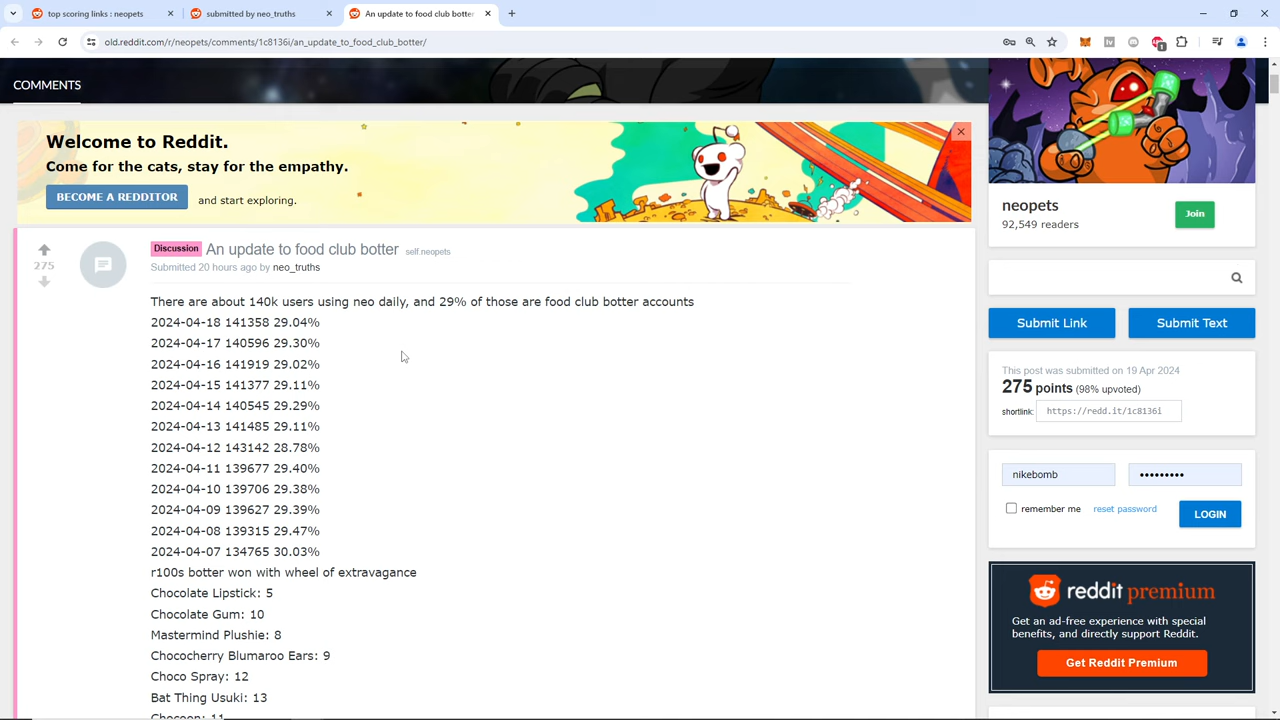 top scoring links : neopets
submitted by neo_truths
An update to food club botter
old.reddit.com/r/neopets/comments/1c8136i/an_update_to_food_club_botter/
1
COMMENTS
Welcome to Reddit.
Come for the cats, stay for the empathy.
BECOME A REDDITOR and start exploring.
275
Discussion An update to food club botter self.neopets
Submitted 20 hours ago by neo_truths
There are about 140k users using neo daily, and 29% of those are food club botter accounts
2024-04-18 141358 29.04%
2024-04-17 140596 29.30%
2024-04-16 141919 29.02%
2024-04-15 141377 29.11%
2024-04-14 140545 29.29%
2024-04-13 141485 29.11%
2024-04-12 143142 28.78%
2024-04-11 139677 29.40%
2024-04-10 139706 29.38%
2024-04-09 139627 29.39%
2024-04-08 139315 29.47%
2024-04-07 134765 30.03%
r100s botter won with wheel of extravagance
Chocolate Lipstick: 5
Chocolate Gum: 10
Mastermind Plushie: 8
Chococherry Blumaroo Ears: 9
Choco Spray: 12
Bat Thing Usuki: 13
Chocoon: 11
neopets
92,549 readers
Join
Submit Link
Submit Text
This post was submitted on 19 Apr 2024
275 points (98% upvoted)
shortlink: https://redd.it/1c8136i
nikebomb
•••••••••
remember me reset password LOGIN
reddit premium
Get an ad-free experience with special
benefits, and directly support Reddit.
Get Reddit Premium